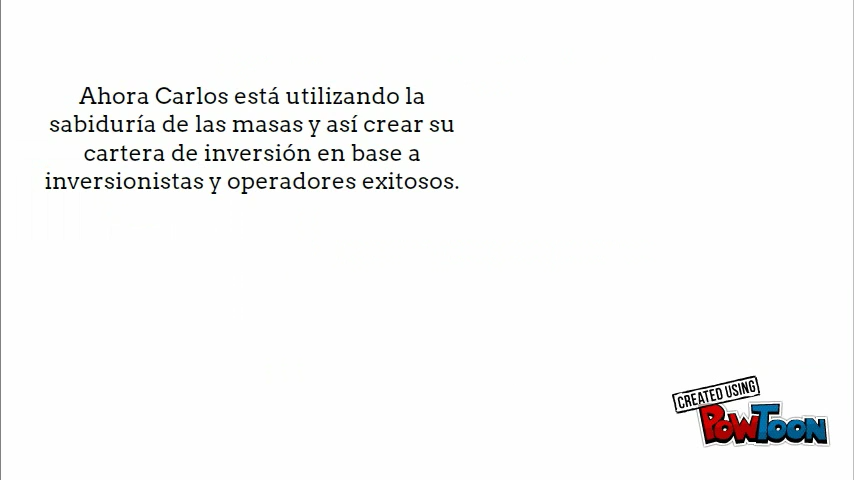 Ahora Carlos está utilizando la
sabiduría de las masas y así crear su
cartera de inversión en base a
inversionistas y operadores exitosos.
CREATED USING
POWTOON